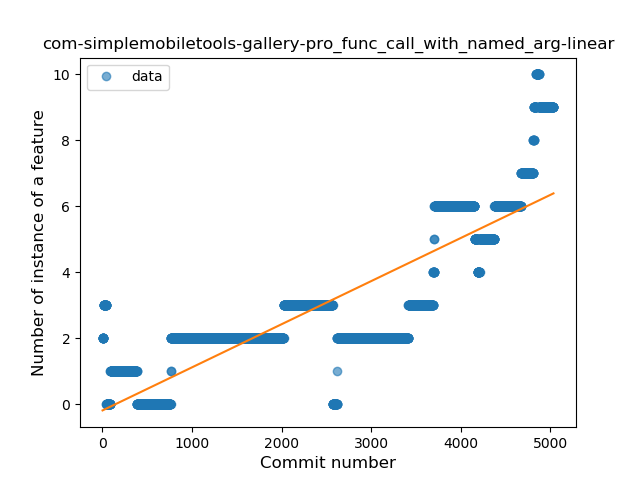 com-simplemobiletools-gallery-pro_func_call_with_named_arg-linear
data
Number of instance of a feature
10
8
6
4
2
0
0 1000 2000 3000 4000 5000
Commit number